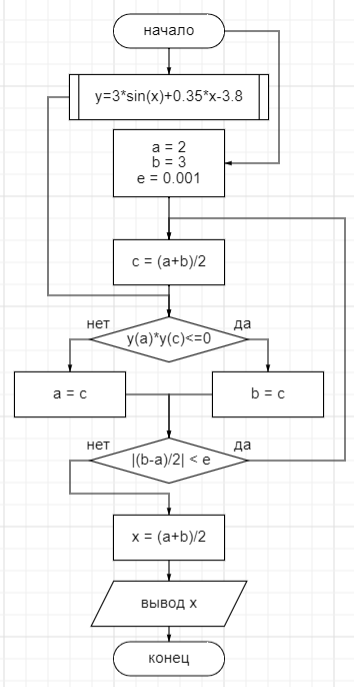 начало
y=3*sin(x)+0.35*x-3.8
a = 2
b = 3
e = 0.001
c = (a+b)/2
нет
да
y(a)*y(c)<=0
a = c
b = c
нет
да
|(b-a)/2| < e
x = (a+b)/2
вывод x
конец